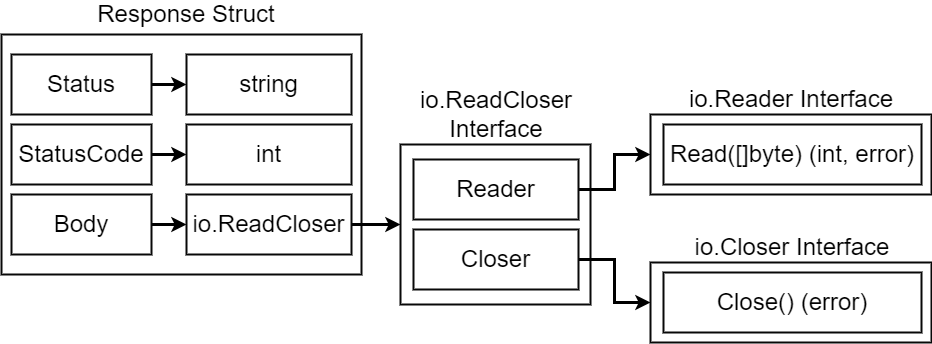 Response Struct
Status
string
StatusCode
int
Body
io.ReadCloser
io.ReadCloser
Interface
Reader
Closer
io.Reader Interface
Read([]byte) (int, error)
io.Closer Interface
Close() (error)